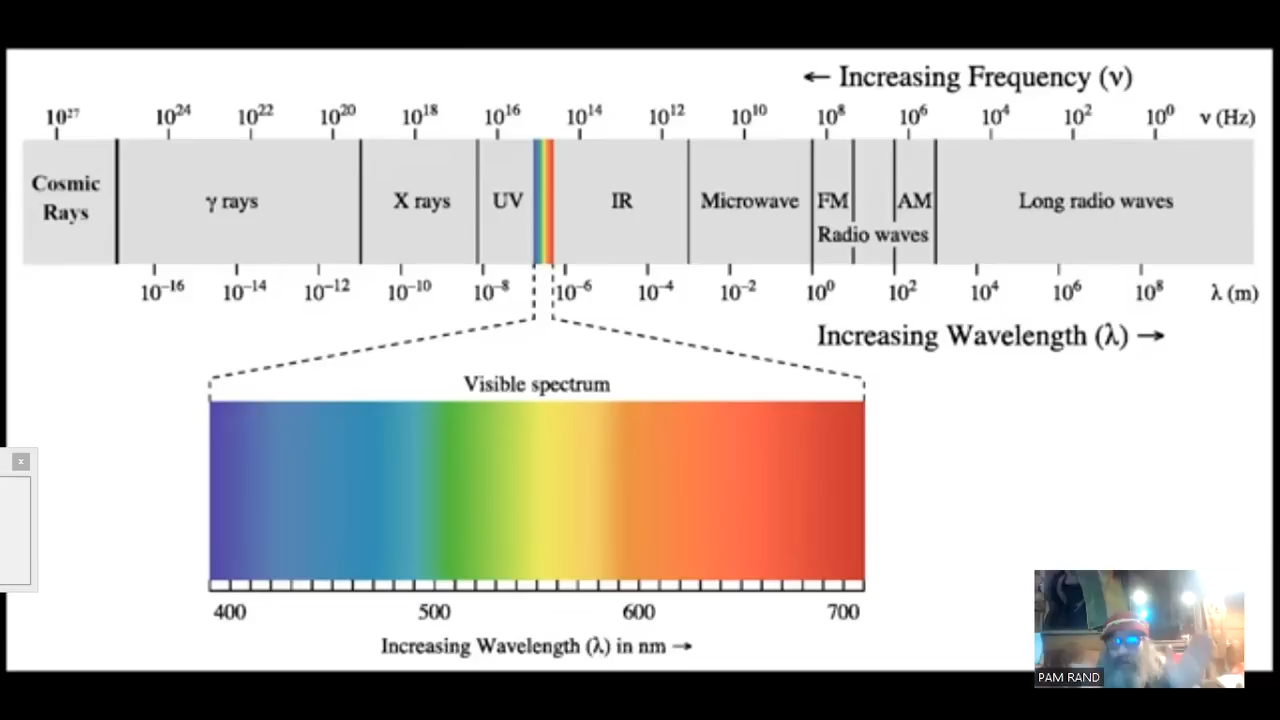 ← Increasing Frequency (ν)
10²⁷ 10²⁴ 10²² 10²⁰ 10¹⁸ 10¹⁶ 10¹⁴ 10¹² 10¹⁰ 10⁸ 10⁶ 10⁴ 10² 10⁰ ν (Hz)
Cosmic
Rays
γ rays X rays UV IR Microwave FM AM Long radio waves
Radio waves
10⁻¹⁶ 10⁻¹⁴ 10⁻¹² 10⁻¹⁰ 10⁻⁸ 10⁻⁶ 10⁻⁴ 10⁻² 10⁰ 10² 10⁴ 10⁶ 10⁸ λ (m)
Increasing Wavelength (λ) →
Visible spectrum
400 500 600 700
Increasing Wavelength (λ) in nm →
x
PAM RAND